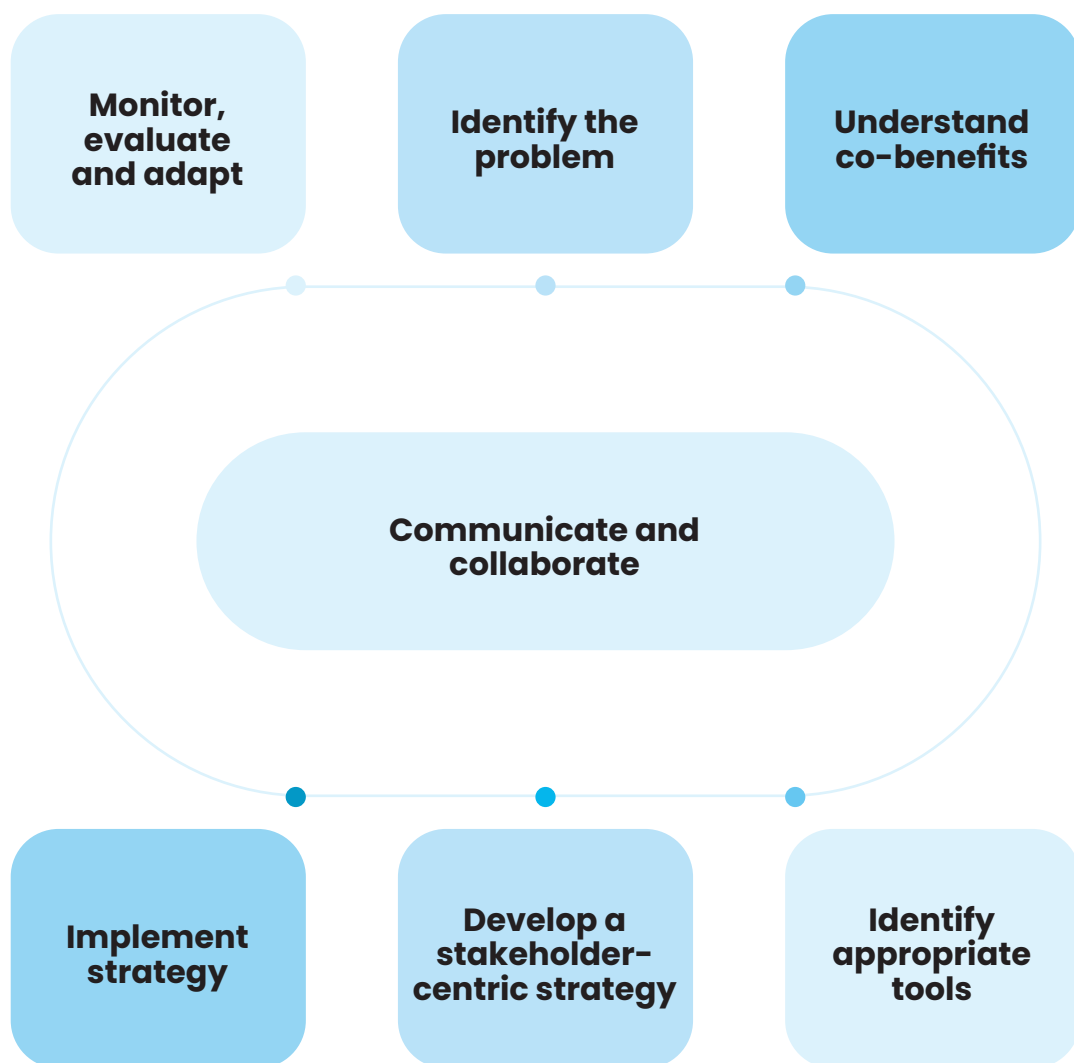 Monitor,
evaluate
and adapt
Identify the
problem
Understand
co-benefits
Communicate and
collaborate
Implement
strategy
Develop a
stakeholder-
centric strategy
Identify
appropriate
tools